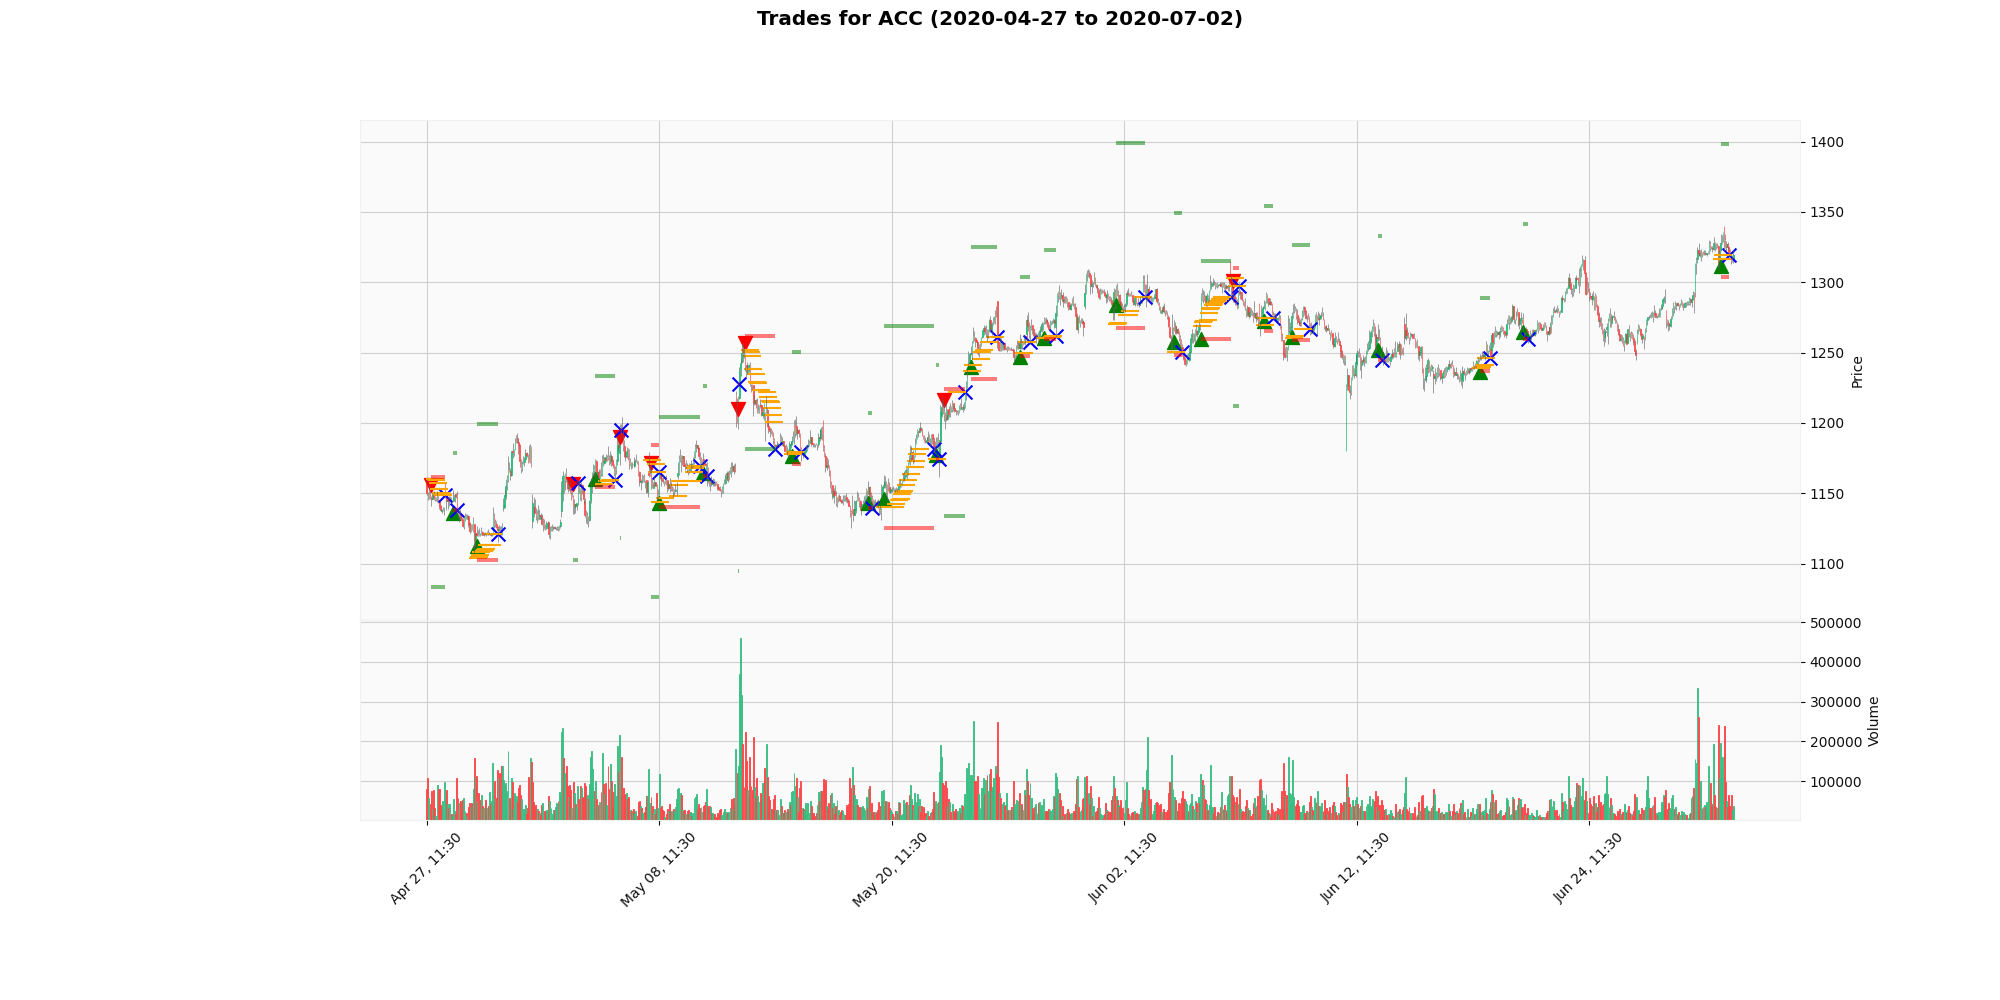 Trades for ACC (2020-04-27 to 2020-07-02)
1400
1350
1300
1250
1200
1150
1100
Price
500000
400000
300000
200000
100000
Volume
Apr 27, 11:30
May 08, 11:30
May 20, 11:30
Jun 02, 11:30
Jun 12, 11:30
Jun 24, 11:30